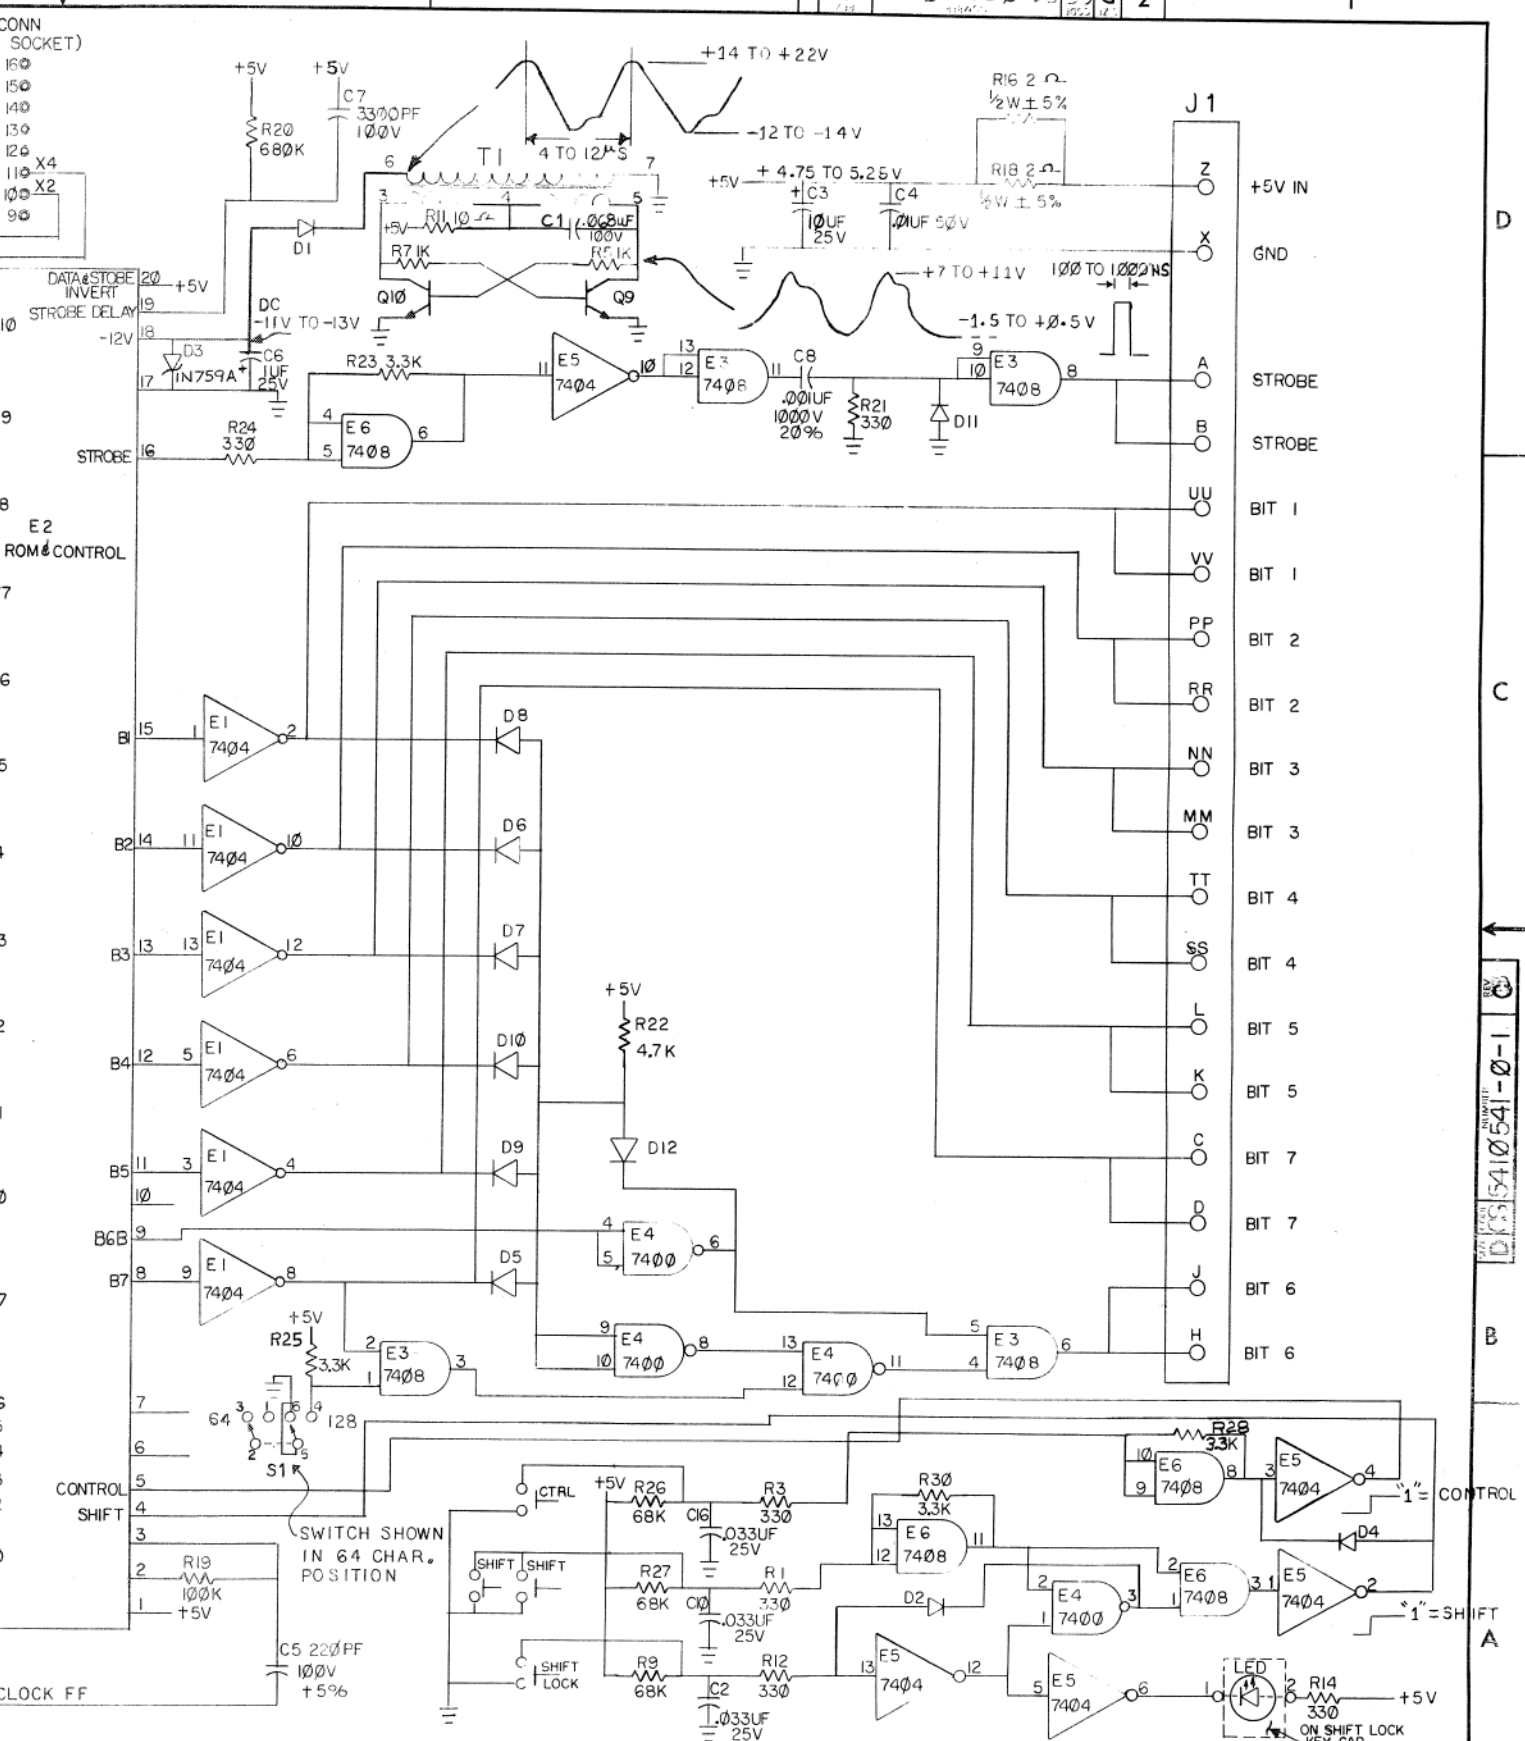 CONN
SOCKET)
16
15
14
13
12
11 X4
10 X2
9
+5V
R20
680K
+5V
C7
3300PF
100V
+14 TO +22V
-12 TO -14V
4 TO 12µS
T1
6
7
3
4
5
+5V
R11 10 Ω
C1 .068uF
100V
R7 1K
R5 1K
Q10
Q9
D1
+5V
+ 4.75 TO 5.25V
C3
10UF
25V
C4
.01UF 50V
R16 2 Ω
½W ± 5%
R18 2 Ω
½W ± 5%
J1
Z
+5V IN
X
GND
D
+7 TO +11V
-1.5 TO +0.5V
100 TO 1000NS
DATA&STOBE
INVERT
20
+5V
STROBE DELAY
19
DC
-11V TO -13V
-12V
18
D3
1N759A
C6
1UF
25V
17
R23 3.3K
4
5
E6
7408
6
R24
330
STROBE
16
11
E5
7404
10
13
12
E3
7408
11
C8
.001UF
1000V
20%
R21
330
D11
9
10
E3
7408
8
A
STROBE
B
STROBE
E2
ROM&CONTROL
UU
BIT 1
VV
BIT 1
PP
BIT 2
RR
BIT 2
NN
BIT 3
MM
BIT 3
TT
BIT 4
SS
BIT 4
L
BIT 5
K
BIT 5
C
BIT 7
D
BIT 7
J
BIT 6
H
BIT 6
C
B1 15
1
E1
7404
2
D8
B2 14
11
E1
7404
10
D6
B3 13
13
E1
7404
12
D7
B4 12
5
E1
7404
6
D10
B5 11
3
E1
7404
4
D9
10
B6B 9
B7 8
9
E1
7404
8
D5
+5V
R22
4.7K
D12
4
5
E4
7400
6
9
10
E4
7400
8
13
12
E4
7400
11
5
4
E3
7408
6
REV
NUMBER
D CS 5410541-0-1
B
+5V
R25
3.3K
2
1
E3
7408
3
64
3 1 6 4
128
2
5
S1
SWITCH SHOWN
IN 64 CHAR.
POSITION
7
6
CONTROL 5
SHIFT 4
3
2
R19
100K
1
+5V
C5 220PF
100V
+5%
CLOCK FF
CTRL
SHIFT SHIFT
SHIFT
LOCK
+5V
R26
68K
C16
.033UF
25V
R3
330
R27
68K
C10
.033UF
25V
R1
330
R9
68K
C2
.033UF
25V
R12
330
R30
3.3K
13
12
E6
7408
11
D2
13
E5
7404
12
5
E5
7404
6
2
1
E4
7400
3
2
1
E6
7408
3
1
E5
7404
2
"1"=SHIFT
R28
3.3K
10
9
E6
7408
8
3
E5
7404
4
"1"= CONTROL
D4
A
LED
1
2
R14
330
+5V
ON SHIFT LOCK
KEY CAP